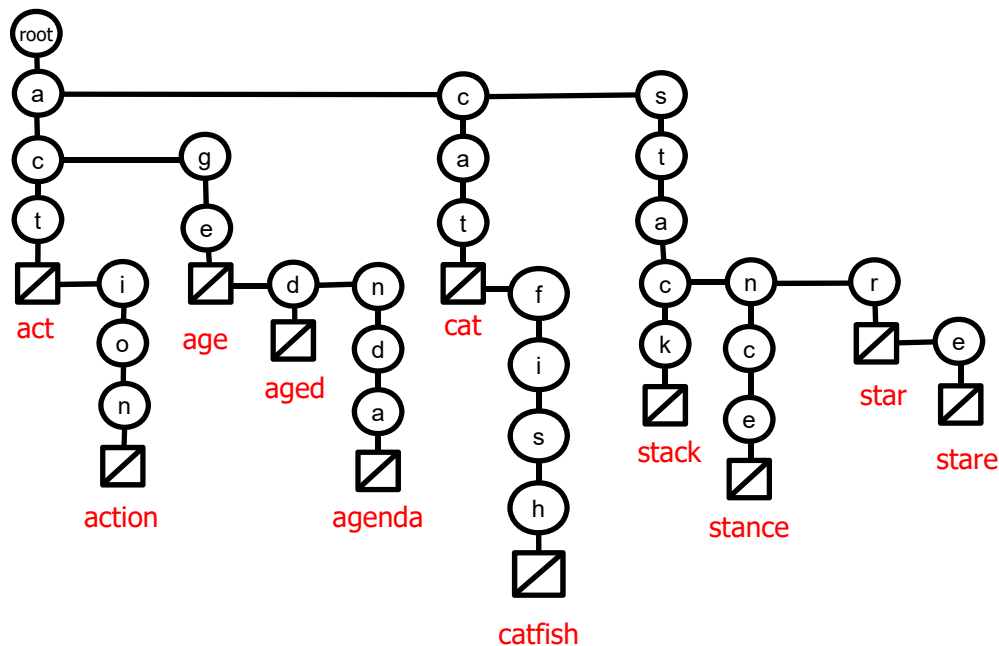 root
a c s
c g a t
t e t a
i d n f c n r
act age cat
o d i k c e
aged star
n a s e
stack stare
action agenda h stance
catfish